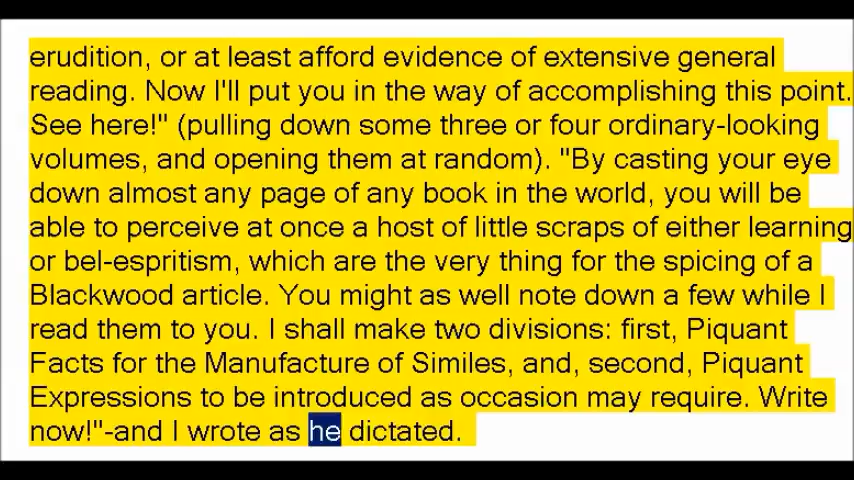 erudition, or at least afford evidence of extensive general
reading. Now I'll put you in the way of accomplishing this point.
See here!" (pulling down some three or four ordinary-looking
volumes, and opening them at random). "By casting your eye
down almost any page of any book in the world, you will be
able to perceive at once a host of little scraps of either learning
or bel-espritism, which are the very thing for the spicing of a
Blackwood article. You might as well note down a few while I
read them to you. I shall make two divisions: first, Piquant
Facts for the Manufacture of Similes, and, second, Piquant
Expressions to be introduced as occasion may require. Write
now!"-and I wrote as he dictated.